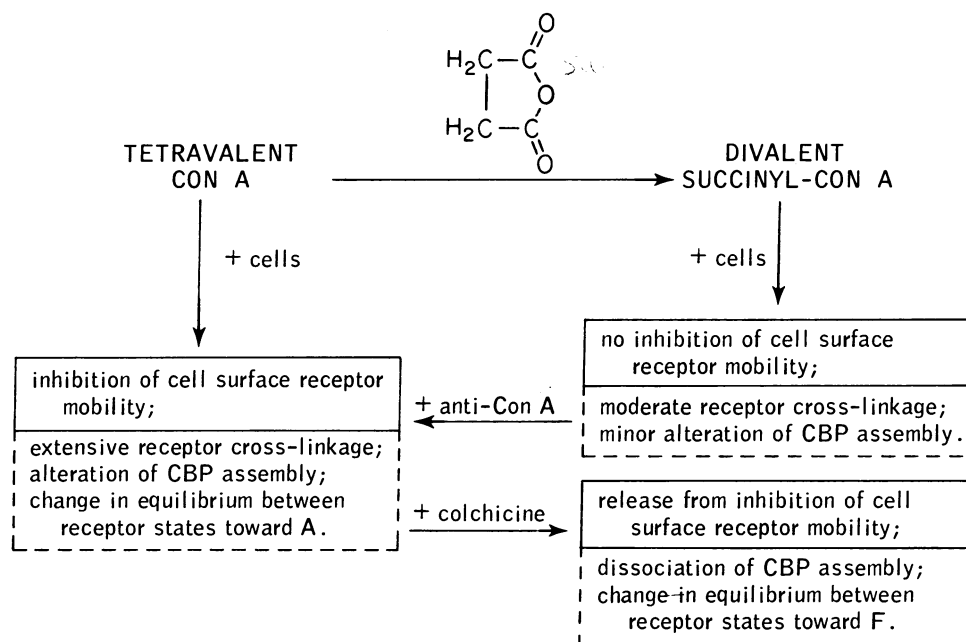 O
H₂C—C
O
H₂C—C
O
TETRAVALENT
CON A
DIVALENT
SUCCINYL-CON A
+ cells
+ cells
inhibition of cell surface receptor
mobility;
extensive receptor cross-linkage;
alteration of CBP assembly;
change in equilibrium between
receptor states toward A.
+ anti-Con A
no inhibition of cell surface
receptor mobility;
moderate receptor cross-linkage;
minor alteration of CBP assembly.
+ colchicine
release from inhibition of cell
surface receptor mobility;
dissociation of CBP assembly;
change in equilibrium between
receptor states toward F.